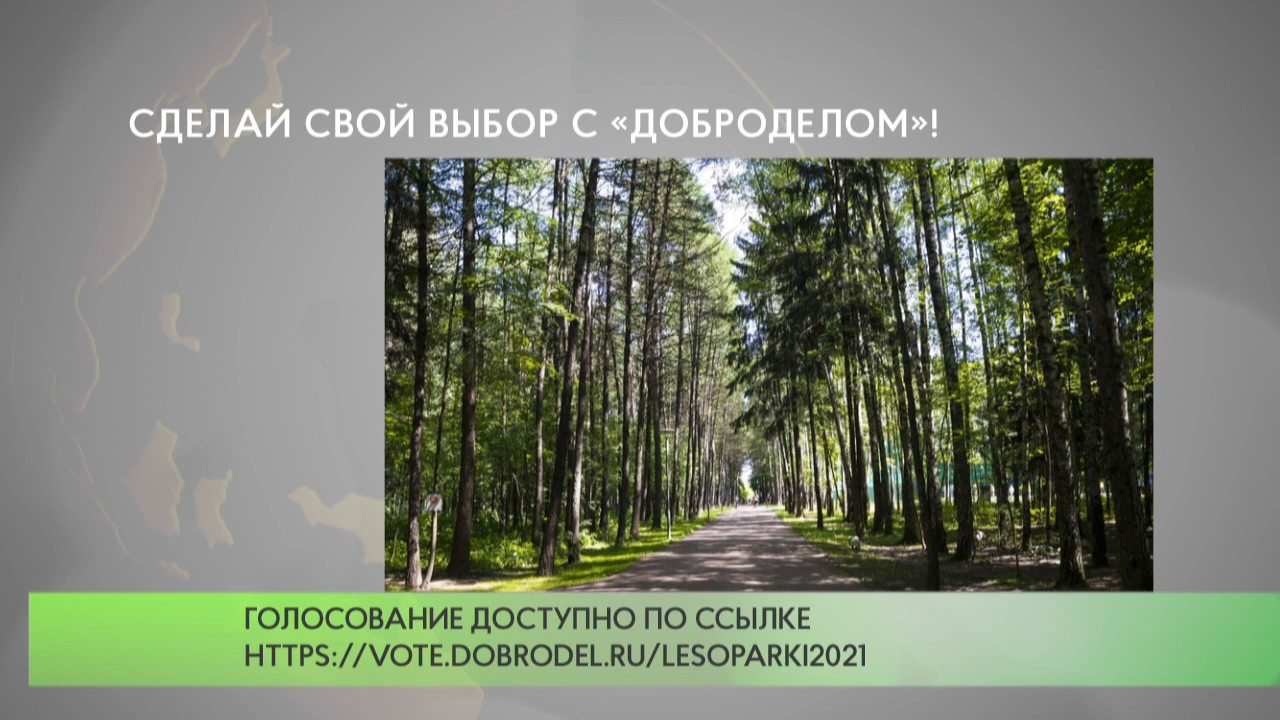 СДЕЛАЙ СВОЙ ВЫБОР С «ДОБРОДЕЛОМ»!
ГОЛОСОВАНИЕ ДОСТУПНО ПО ССЫЛКЕ
HTTPS://VOTE.DOBRODEL.RU/LESOPARKI2021